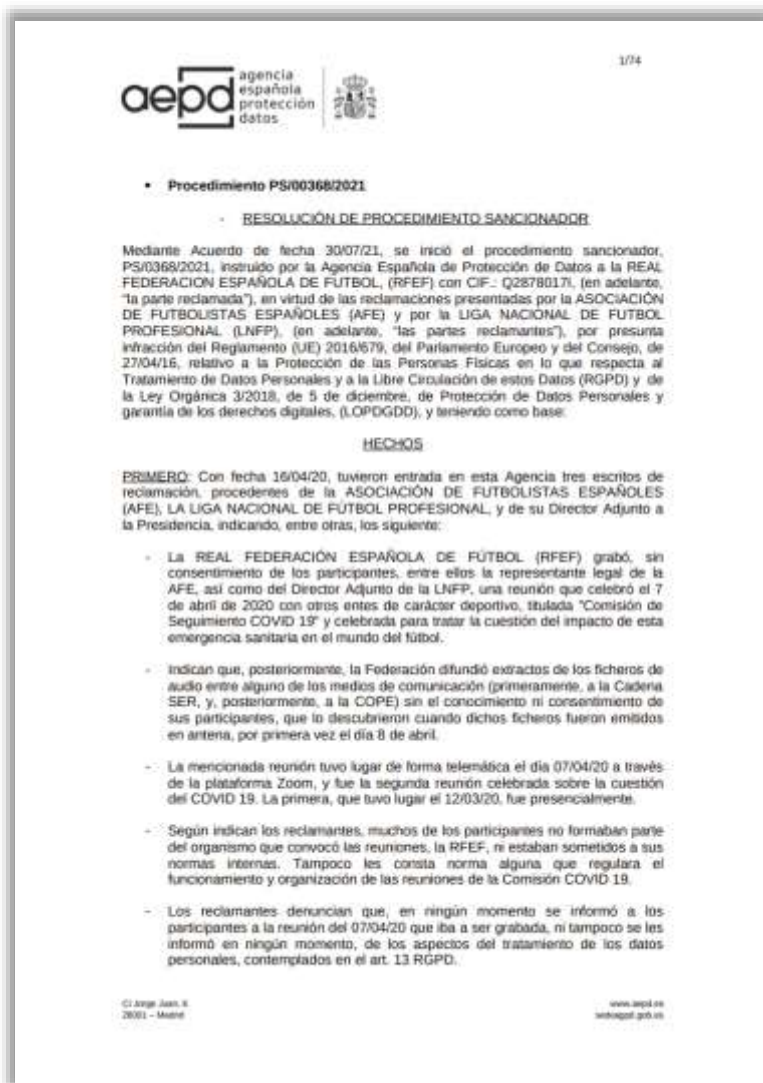 1/74
aepd agencia
española
protección
datos
▪ Procedimiento PS/00368/2021
- RESOLUCIÓN DE PROCEDIMIENTO SANCIONADOR
Mediante Acuerdo de fecha 30/07/21, se inició el procedimiento sancionador,
PS/0368/2021, instruido por la Agencia Española de Protección de Datos a la REAL
FEDERACION ESPAÑOLA DE FUTBOL, (RFEF) con CIF.: Q2878017I, (en adelante,
“la parte reclamada”), en virtud de las reclamaciones presentadas por la ASOCIACIÓN
DE FUTBOLISTAS ESPAÑOLES (AFE) y por la LIGA NACIONAL DE FUTBOL
PROFESIONAL (LNFP), (en adelante, “las partes reclamantes”), por presunta
infracción del Reglamento (UE) 2016/679, del Parlamento Europeo y del Consejo, de
27/04/16, relativo a la Protección de las Personas Físicas en lo que respecta al
Tratamiento de Datos Personales y a la Libre Circulación de estos Datos (RGPD) y de
la Ley Orgánica 3/2018, de 5 de diciembre, de Protección de Datos Personales y
garantía de los derechos digitales, (LOPDGDD), y teniendo como base:
HECHOS
PRIMERO: Con fecha 16/04/20, tuvieron entrada en esta Agencia tres escritos de
reclamación, procedentes de la ASOCIACIÓN DE FUTBOLISTAS ESPAÑOLES
(AFE), LA LIGA NACIONAL DE FÚTBOL PROFESIONAL, y de su Director Adjunto a
la Presidencia, indicando, entre otras, los siguiente:
- La REAL FEDERACIÓN ESPAÑOLA DE FÚTBOL (RFEF) grabó, sin
consentimiento de los participantes, entre ellos la representante legal de la
AFE, así como del Director Adjunto de la LNFP, una reunión que celebró el 7
de abril de 2020 con otros entes de carácter deportivo, titulada "Comisión de
Seguimiento COVID 19" y celebrada para tratar la cuestión del impacto de esta
emergencia sanitaria en el mundo del fútbol.
- Indican que, posteriormente, la Federación difundió extractos de los ficheros de
audio entre alguno de los medios de comunicación (primeramente, a la Cadena
SER, y, posteriormente, a la COPE) sin el conocimiento ni consentimiento de
sus participantes, que lo descubrieron cuando dichos ficheros fueron emitidos
en antena, por primera vez el día 8 de abril.
- La mencionada reunión tuvo lugar de forma telemática el día 07/04/20 a través
de la plataforma Zoom, y fue la segunda reunión celebrada sobre la cuestión
del COVID 19. La primera, que tuvo lugar el 12/03/20, fue presencialmente.
- Según indican los reclamantes, muchos de los participantes no formaban parte
del organismo que convocó las reuniones, la RFEF, ni estaban sometidos a sus
normas internas. Tampoco les consta norma alguna que regulara el
funcionamiento y organización de las reuniones de la Comisión COVID 19.
- Los reclamantes denuncian que, en ningún momento se informó a los
participantes a la reunión del 07/04/20 que iba a ser grabada, ni tampoco se les
informó en ningún momento, de los aspectos del tratamiento de los datos
personales, contemplados en el art. 13 RGPD.
C/ Jorge Juan, 6
28001 – Madrid
www.aepd.es
sedeagpd.gob.es